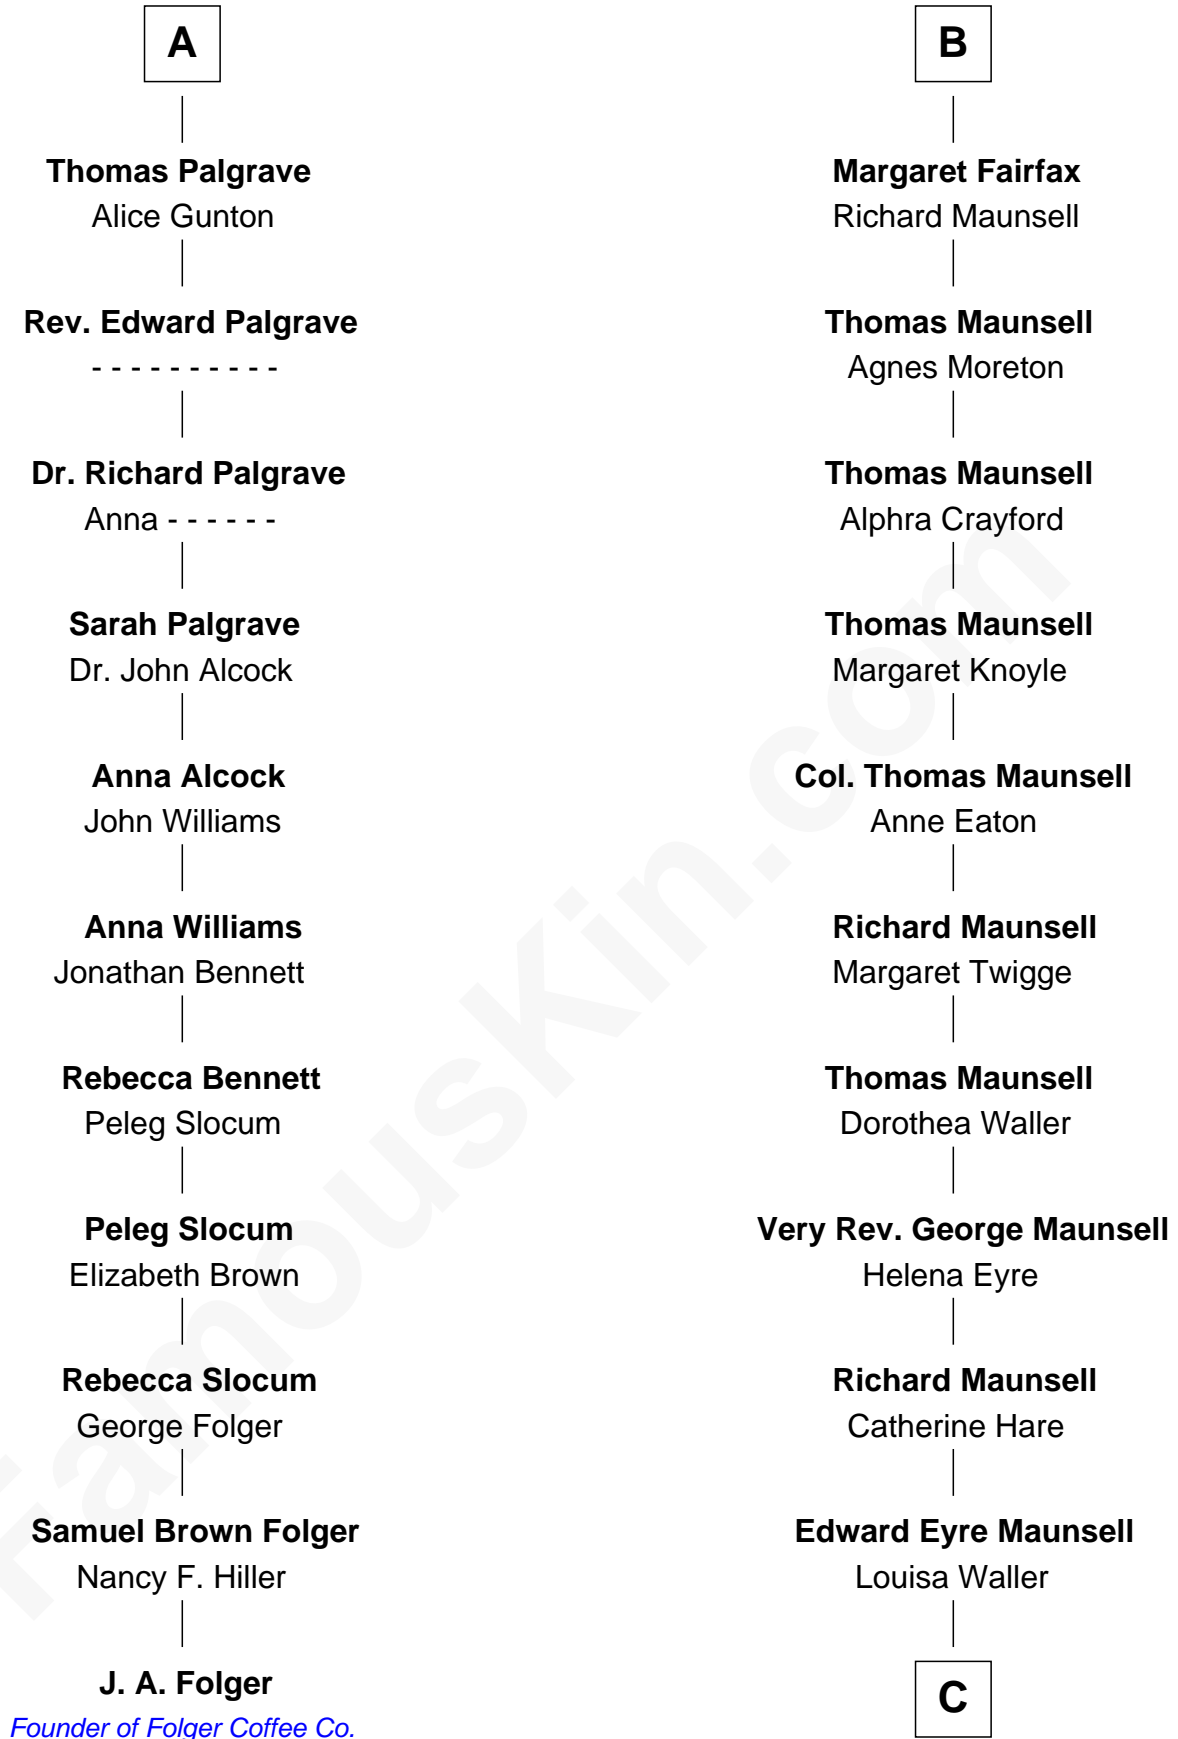 A
Thomas Palgrave
Alice Gunton
Rev. Edward Palgrave
- - - - - - - - - -
Dr. Richard Palgrave
Anna - - - - - -
Sarah Palgrave
Dr. John Alcock
Anna Alcock
John Williams
Anna Williams
Jonathan Bennett
Rebecca Bennett
Peleg Slocum
Peleg Slocum
Elizabeth Brown
Rebecca Slocum
George Folger
Samuel Brown Folger
Nancy F. Hiller
J. A. Folger
Founder of Folger Coffee Co.
B
Margaret Fairfax
Richard Maunsell
Thomas Maunsell
Agnes Moreton
Thomas Maunsell
Alphra Crayford
Thomas Maunsell
Margaret Knoyle
Col. Thomas Maunsell
Anne Eaton
Richard Maunsell
Margaret Twigge
Thomas Maunsell
Dorothea Waller
Very Rev. George Maunsell
Helena Eyre
Richard Maunsell
Catherine Hare
Edward Eyre Maunsell
Louisa Waller
C
FamousKin.com